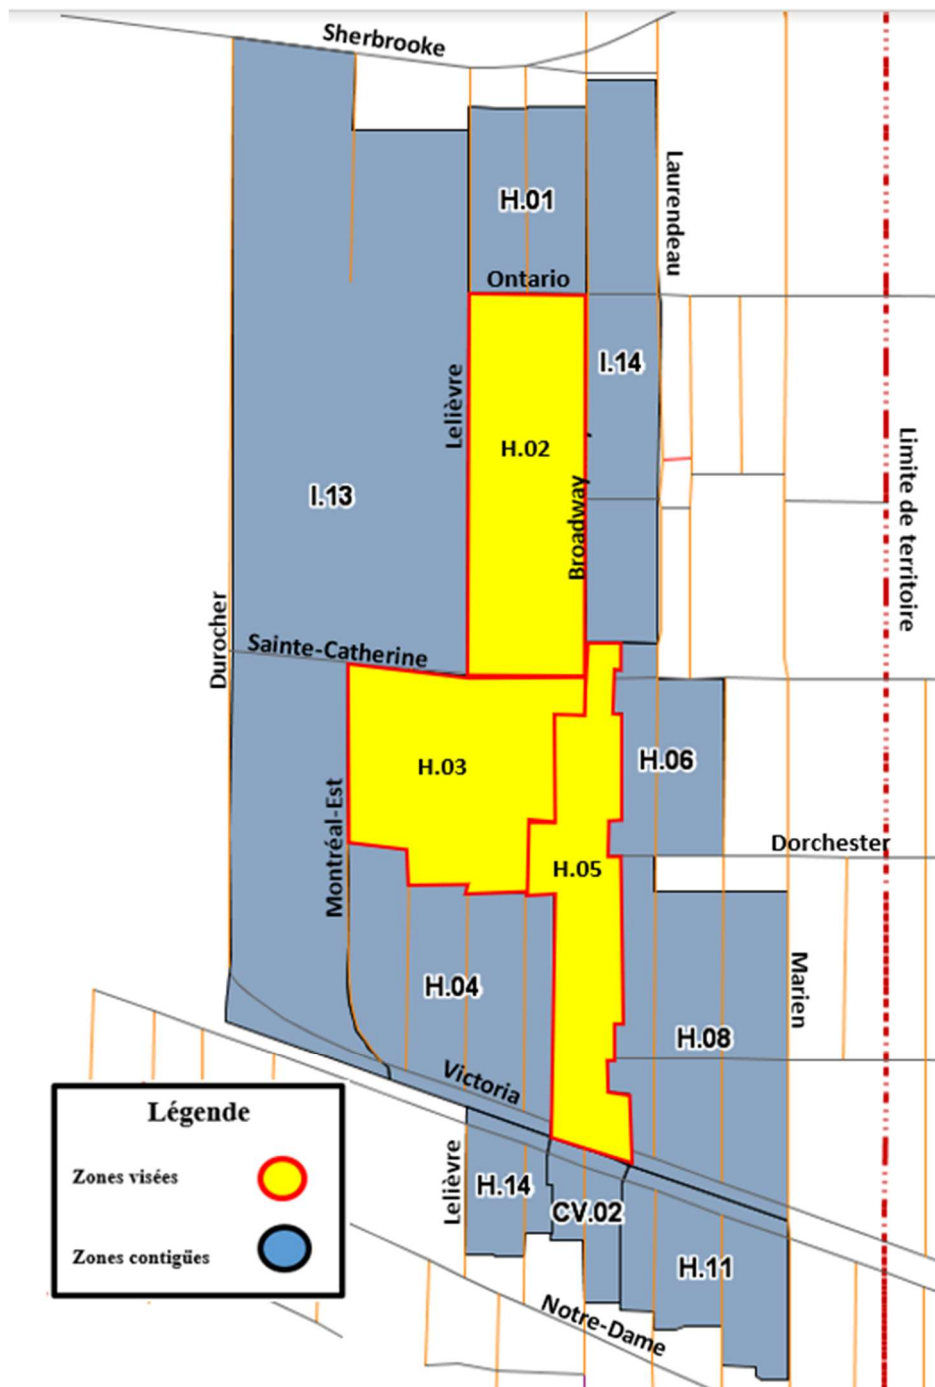 Sherbrooke
Laurendeau
H.01
Ontario
I.14
Lelièvre
H.02
Limite de territoire
I.13
Broadway
Durocher
Sainte-Catherine
H.03
H.06
Montréal-Est
Dorchester
H.05
H.04
Marien
H.08
Victoria
Légende
Zones visées
Zones contigües
Lelièvre
H.14
CV.02
H.11
Notre-Dame